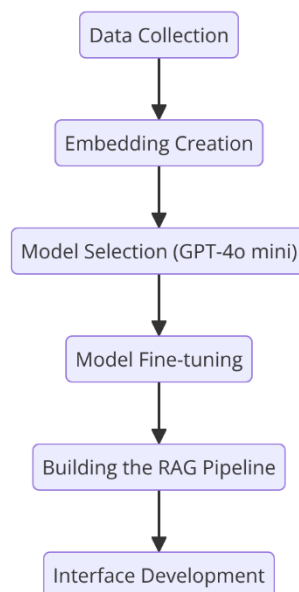 Data Collection
Embedding Creation
Model Selection (GPT-4o mini)
Model Fine-tuning
Building the RAG Pipeline
Interface Development